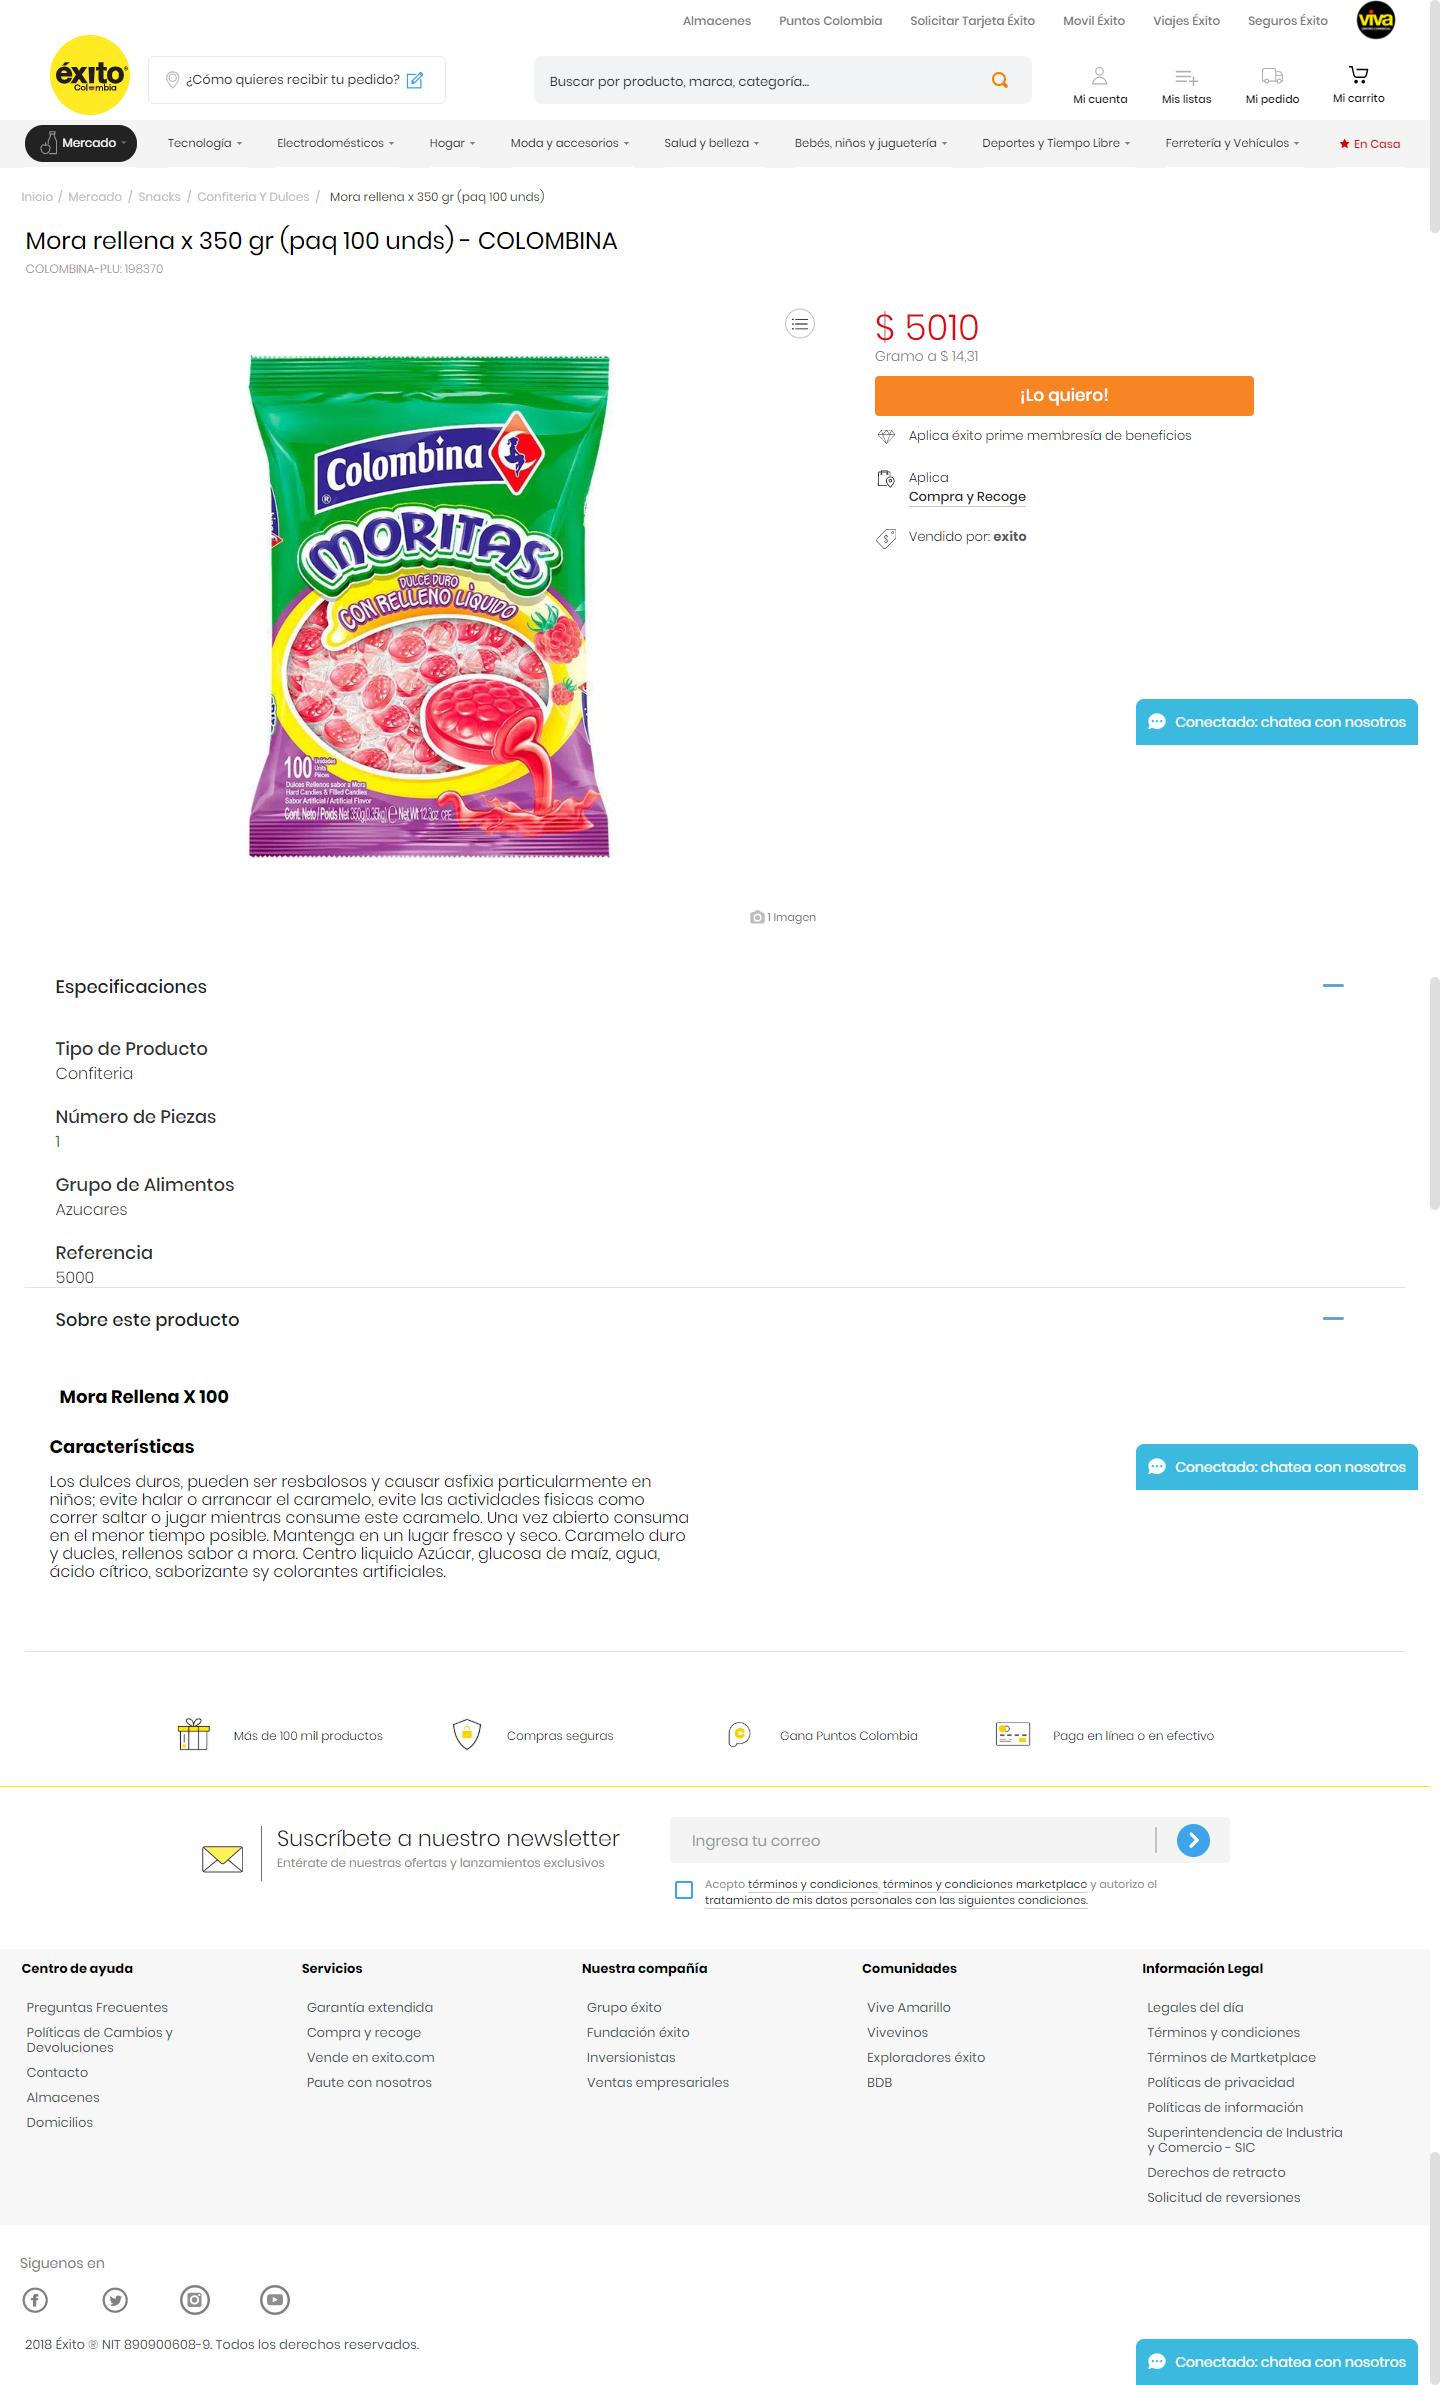 Almacenes Puntos Colombia Solicitar Tarjeta Éxito Movil Éxito Viajes Éxito Seguros Éxito viva
éxito
Colombia
¿Cómo quieres recibir tu pedido?
Buscar por producto, marca, categoría...
Mi cuenta Mis listas Mi pedido Mi carrito
Mercado Tecnología Electrodomésticos Hogar Moda y accesorios Salud y belleza Bebés, niños y juguetería Deportes y Tiempo Libre Ferretería y Vehículos En Casa
Inicio / Mercado / Snacks / Confiteria Y Dulces / Mora rellena x 350 gr (paq 100 unds)
Mora rellena x 350 gr (paq 100 unds) - COLOMBINA
COLOMBINA-PLU: 198370
Colombina
®
MORITAS
DULCE DURO
CON RELLENO LÍQUIDO
100 Unidades
Units
Pièces
Dulces Rellenos sabor a Mora
Hard Candies & Filled Candies
Sabor Artificial / Artificial Flavor
Cont. Neto / Poids Net 350g(0.35kg) e Net Wt 12.3oz CPE
1 Imagen
$ 5010
Gramo a $ 14,31
¡Lo quiero!
Aplica éxito prime membresía de beneficios
Aplica
Compra y Recoge
Vendido por: exito
Conectado: chatea con nosotros
Especificaciones
Tipo de Producto
Confiteria
Número de Piezas
1
Grupo de Alimentos
Azucares
Referencia
5000
Sobre este producto
Mora Rellena X 100
Características
Los dulces duros, pueden ser resbalosos y causar asfixia particularmente en
niños; evite halar o arrancar el caramelo, evite las actividades fisicas como
correr saltar o jugar mientras consume este caramelo. Una vez abierto consuma
en el menor tiempo posible. Mantenga en un lugar fresco y seco. Caramelo duro
y ducles, rellenos sabor a mora. Centro liquido Azúcar, glucosa de maíz, agua,
ácido cítrico, saborizante sy colorantes artificiales.
Conectado: chatea con nosotros
Más de 100 mil productos Compras seguras Gana Puntos Colombia Paga en línea o en efectivo
Suscríbete a nuestro newsletter
Entérate de nuestras ofertas y lanzamientos exclusivos
Ingresa tu correo
Acepto términos y condiciones, términos y condiciones marketplace y autorizo el
tratamiento de mis datos personales con las siguientes condiciones.
Centro de ayuda
Preguntas Frecuentes
Políticas de Cambios y
Devoluciones
Contacto
Almacenes
Domicilios
Servicios
Garantía extendida
Compra y recoge
Vende en exito.com
Paute con nosotros
Nuestra compañía
Grupo éxito
Fundación éxito
Inversionistas
Ventas empresariales
Comunidades
Vive Amarillo
Vivevinos
Exploradores éxito
BDB
Información Legal
Legales del día
Términos y condiciones
Términos de Martketplace
Políticas de privacidad
Políticas de información
Superintendencia de Industria
y Comercio - SIC
Derechos de retracto
Solicitud de reversiones
Siguenos en
2018 Éxito ® NIT 890900608-9. Todos los derechos reservados.
Conectado: chatea con nosotros